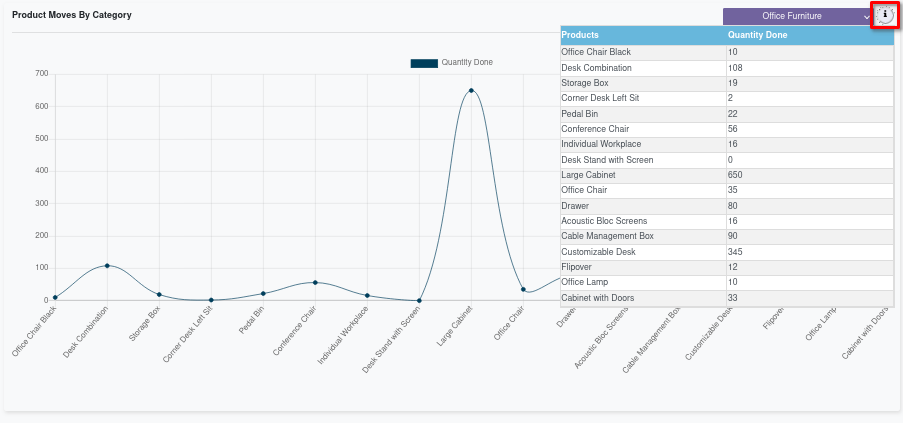 Product Moves By Category
Office Furniture
i
Products Quantity Done
Office Chair Black 10
Desk Combination 108
Storage Box 19
Corner Desk Left Sit 2
Pedal Bin 22
Conference Chair 56
Individual Workplace 16
Desk Stand with Screen 0
Large Cabinet 650
Office Chair 35
Drawer 80
Acoustic Bloc Screens 16
Cable Management Box 90
Customizable Desk 345
Flipover 12
Office Lamp 10
Cabinet with Doors 33
Quantity Done
700
600
500
400
300
200
100
0
Office Chair Black
Desk Combination
Storage Box
Corner Desk Left Sit
Pedal Bin
Conference Chair
Individual Workplace
Desk Stand with Screen
Large Cabinet
Office Chair
Drawer
Acoustic Bloc Screens
Cable Management Box
Customizable Desk
Flipover
Office Lamp
Cabinet with Doors